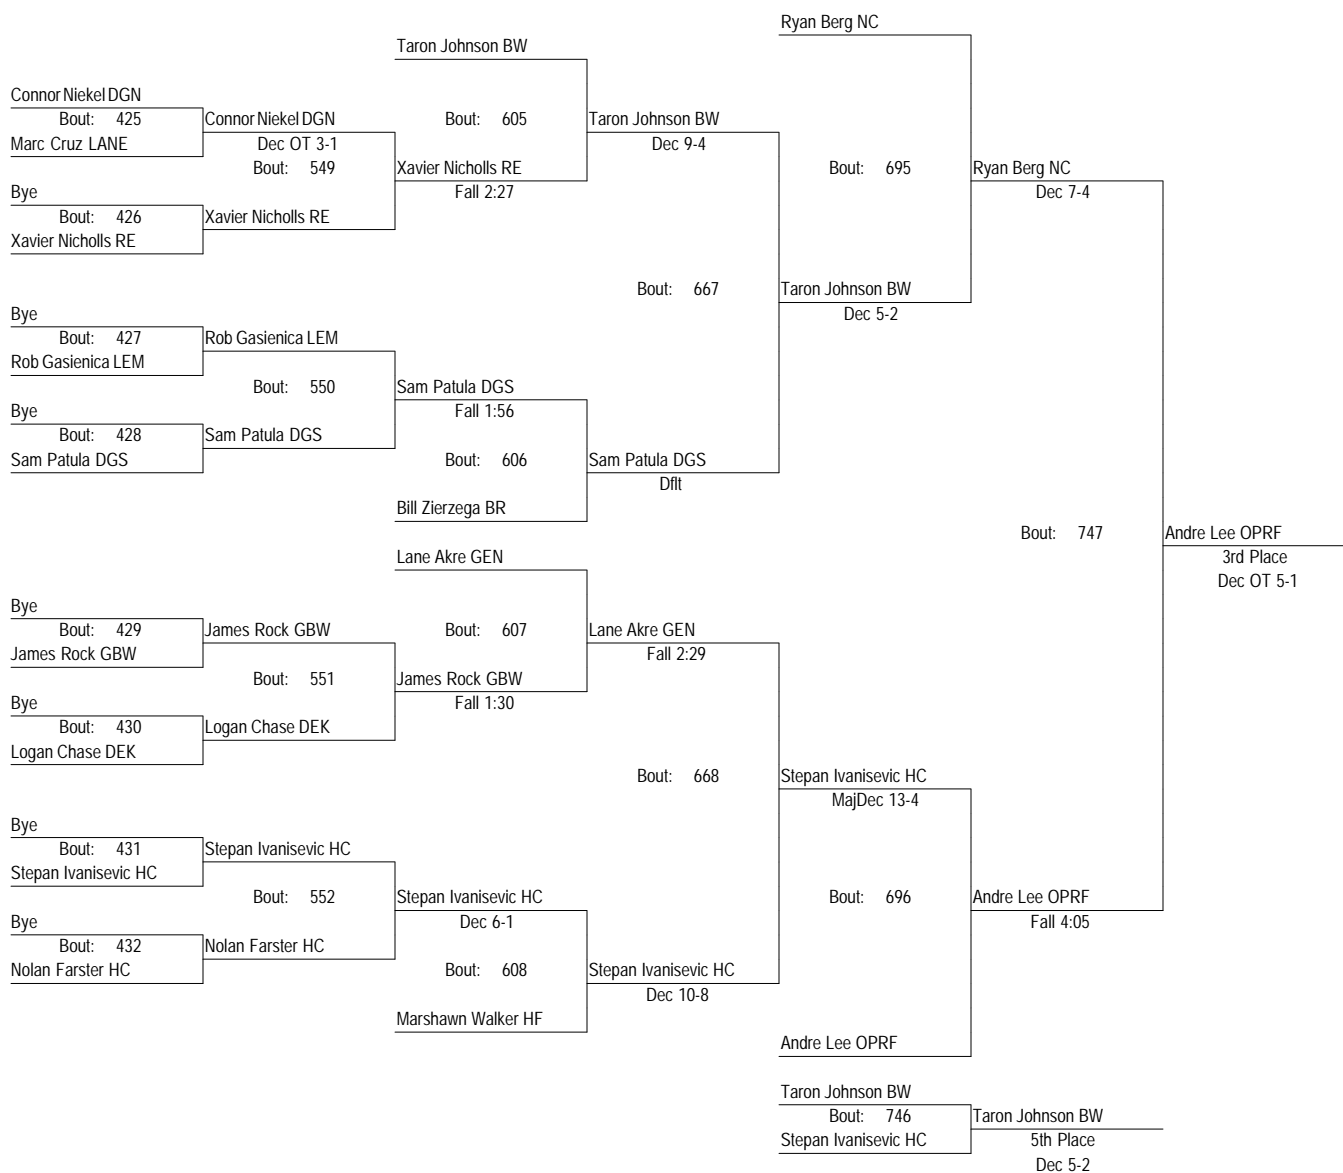 Ryan Berg NC
Taron Johnson BW
Connor Niekel DGN
Bout: 425
Connor Niekel DGN
Bout: 605
Taron Johnson BW
Marc Cruz LANE
Dec OT 3-1
Dec 9-4
Bout: 549
Xavier Nicholls RE
Bout: 695
Ryan Berg NC
Bye
Fall 2:27
Dec 7-4
Bout: 426
Xavier Nicholls RE
Xavier Nicholls RE
Bout: 667
Taron Johnson BW
Bye
Dec 5-2
Bout: 427
Rob Gasienica LEM
Rob Gasienica LEM
Bout: 550
Sam Patula DGS
Bye
Fall 1:56
Bout: 428
Sam Patula DGS
Sam Patula DGS
Bout: 606
Sam Patula DGS
Dflt
Bill Zierzega BR
Bout: 747
Andre Lee OPRF
Lane Akre GEN
3rd Place
Dec OT 5-1
Bye
Bout: 429
James Rock GBW
Bout: 607
Lane Akre GEN
James Rock GBW
Fall 2:29
Bout: 551
James Rock GBW
Bye
Fall 1:30
Bout: 430
Logan Chase DEK
Logan Chase DEK
Bout: 668
Stepan Ivanisevic HC
MajDec 13-4
Bye
Bout: 431
Stepan Ivanisevic HC
Stepan Ivanisevic HC
Bout: 552
Stepan Ivanisevic HC
Bout: 696
Andre Lee OPRF
Bye
Dec 6-1
Fall 4:05
Bout: 432
Nolan Farster HC
Nolan Farster HC
Bout: 608
Stepan Ivanisevic HC
Dec 10-8
Marshawn Walker HF
Andre Lee OPRF
Taron Johnson BW
Bout: 746
Taron Johnson BW
Stepan Ivanisevic HC
5th Place
Dec 5-2